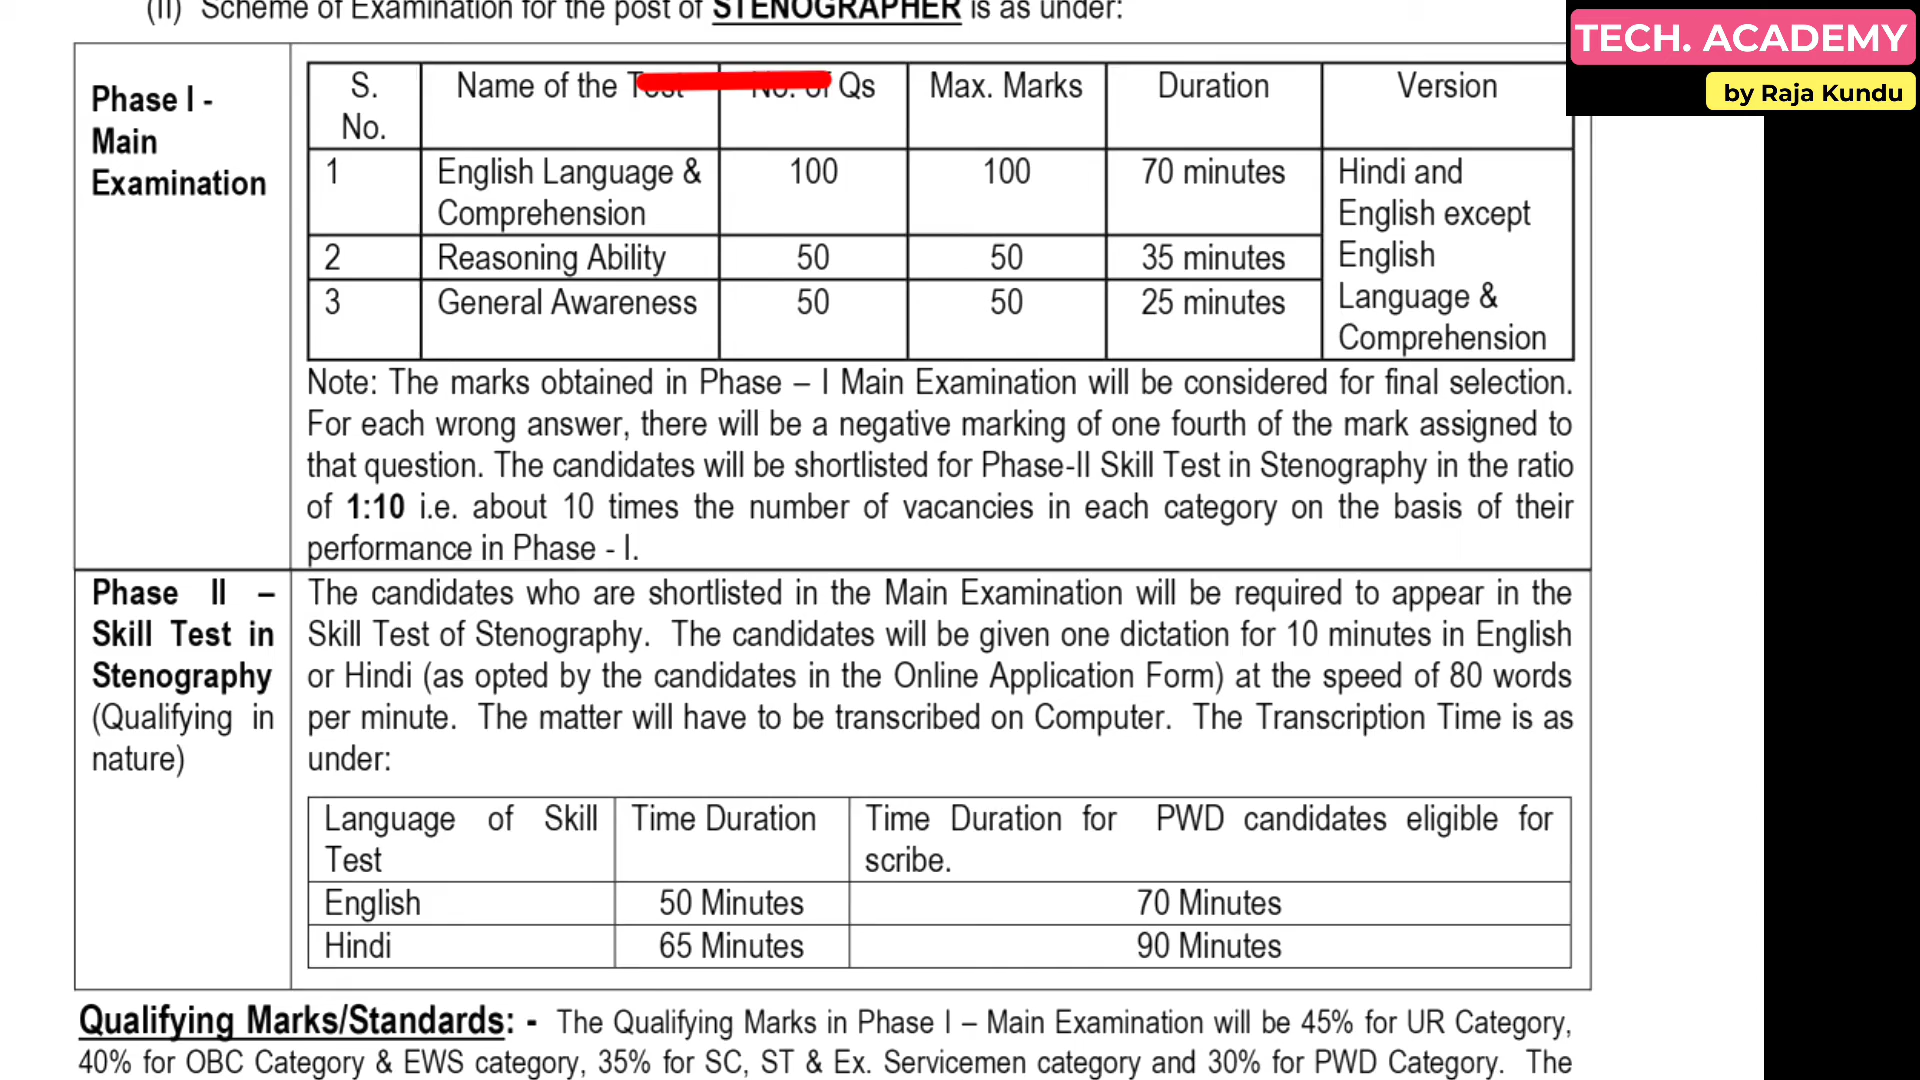 (II) Scheme of Examination for the post of STENOGRAPHER is as under:
TECH. ACADEMY
by Raja Kundu
Phase I -
Main
Examination
S.
No.
Name of the Test
No. of Qs
Max. Marks
Duration
Version
1
English Language &
Comprehension
100
100
70 minutes
Hindi and
English except
English
Language &
Comprehension
2
Reasoning Ability
50
50
35 minutes
3
General Awareness
50
50
25 minutes
Note: The marks obtained in Phase – I Main Examination will be considered for final selection.
For each wrong answer, there will be a negative marking of one fourth of the mark assigned to
that question. The candidates will be shortlisted for Phase-II Skill Test in Stenography in the ratio
of 1:10 i.e. about 10 times the number of vacancies in each category on the basis of their
performance in Phase - I.
Phase II –
Skill Test in
Stenography
(Qualifying in
nature)
The candidates who are shortlisted in the Main Examination will be required to appear in the
Skill Test of Stenography. The candidates will be given one dictation for 10 minutes in English
or Hindi (as opted by the candidates in the Online Application Form) at the speed of 80 words
per minute. The matter will have to be transcribed on Computer. The Transcription Time is as
under:
Language of Skill
Test
Time Duration
Time Duration for PWD candidates eligible for
scribe.
English
50 Minutes
70 Minutes
Hindi
65 Minutes
90 Minutes
Qualifying Marks/Standards: - The Qualifying Marks in Phase I – Main Examination will be 45% for UR Category,
40% for OBC Category & EWS category, 35% for SC, ST & Ex. Servicemen category and 30% for PWD Category. The